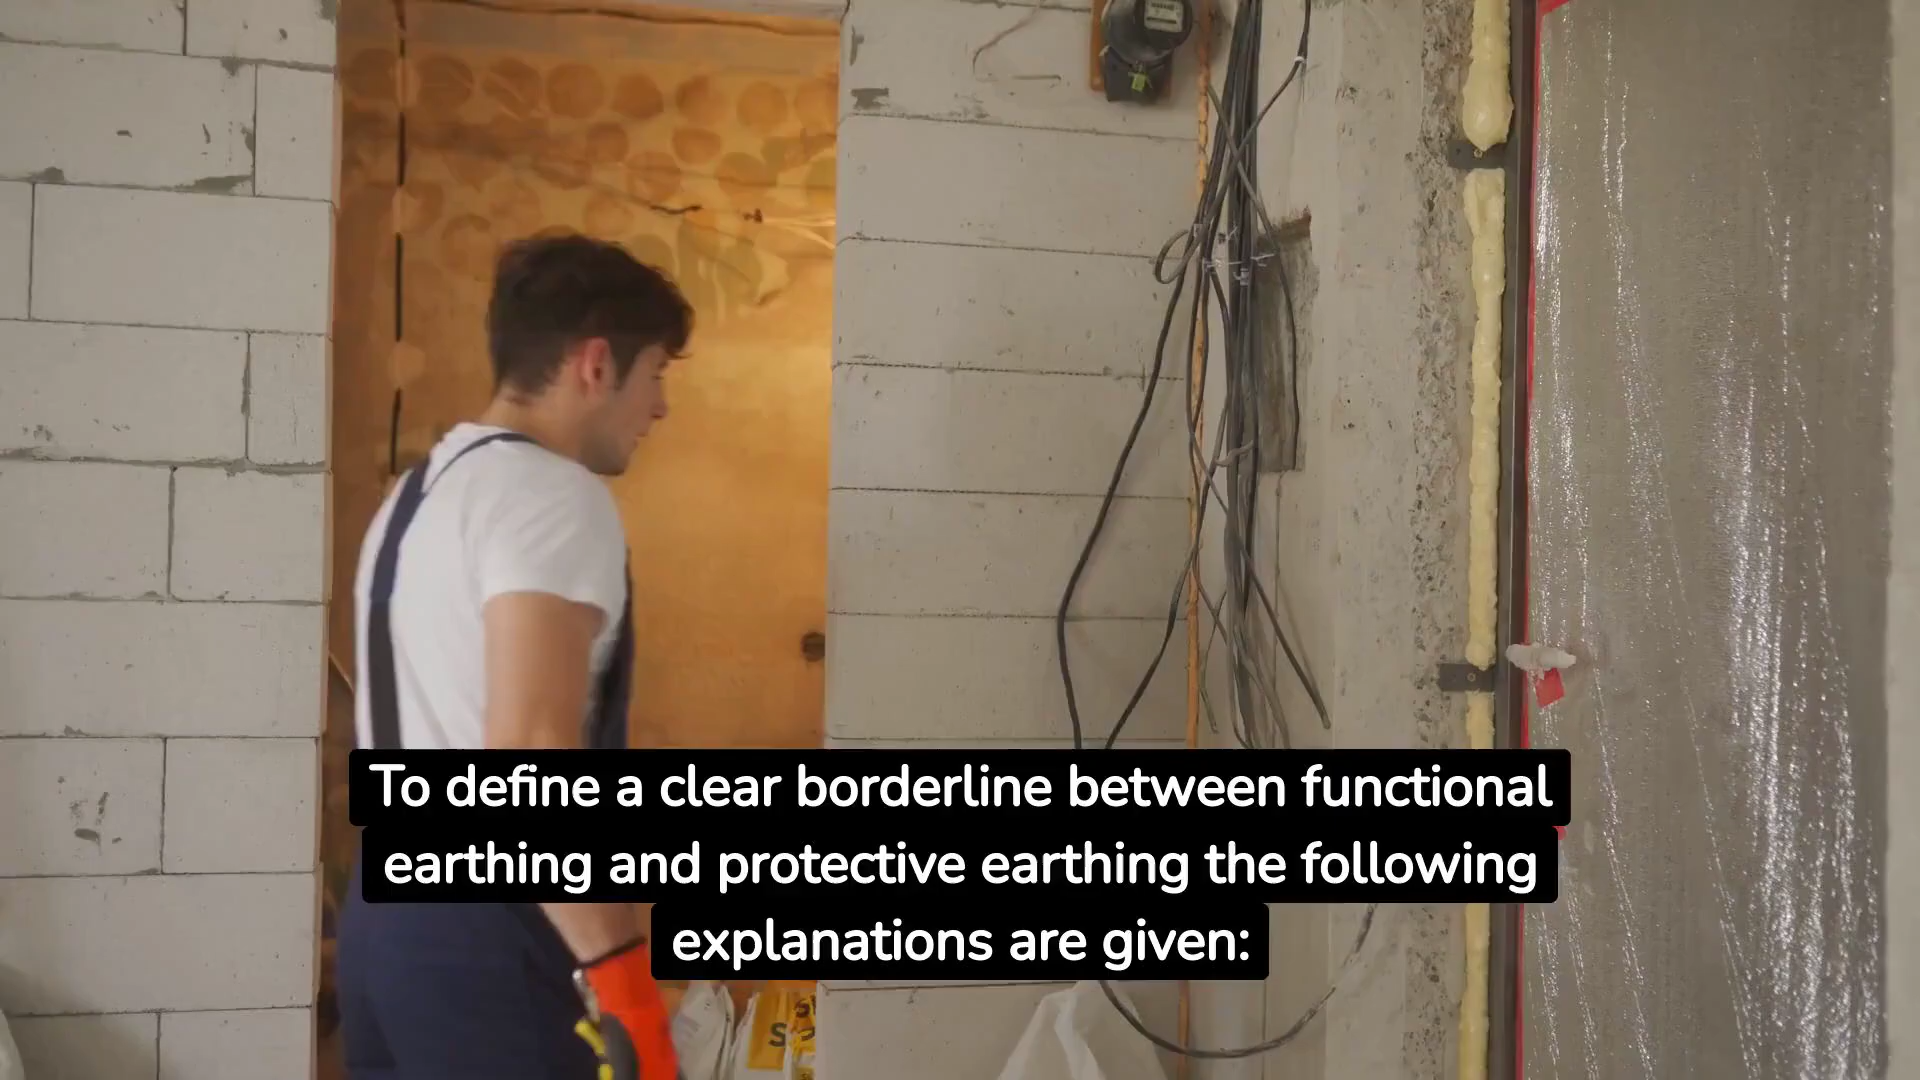 To define a clear borderline between functional
earthing and protective earthing the following
explanations are given: